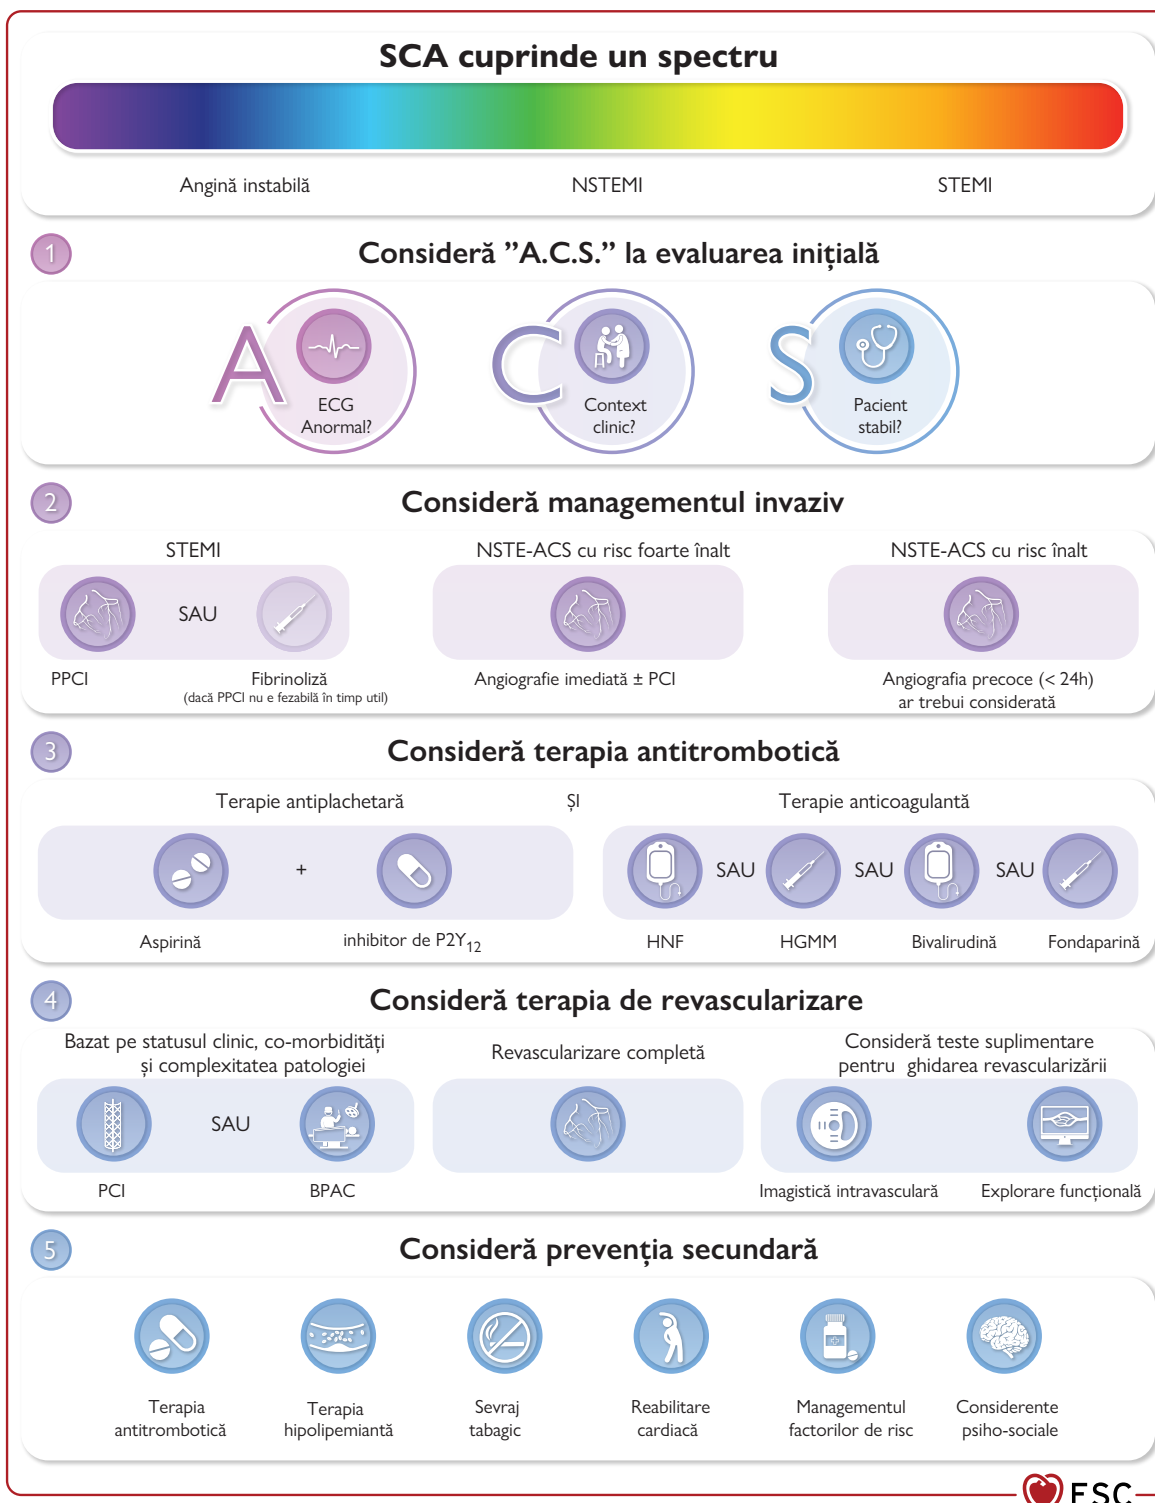 SCA cuprinde un spectru
Angină instabilă
NSTEMI
STEMI
1
Consideră ”A.C.S.” la evaluarea inițială
A
ECG
Anormal?
C
Context
clinic?
S
Pacient
stabil?
2
Consideră managementul invaziv
STEMI
SAU
PPCI
Fibrinoliză
(dacă PPCI nu e fezabilă în timp util)
NSTE-ACS cu risc foarte înalt
Angiografie imediată ± PCI
NSTE-ACS cu risc înalt
Angiografia precoce (< 24h)
ar trebui considerată
3
Consideră terapia antitrombotică
Terapie antiplachetară
ȘI
Terapie anticoagulantă
+
Aspirină
inhibitor de P2Y12
SAU
SAU
SAU
HNF
HGMM
Bivalirudină
Fondaparină
4
Consideră terapia de revascularizare
Bazat pe statusul clinic, co-morbidități
și complexitatea patologiei
SAU
PCI
BPAC
Revascularizare completă
Consideră teste suplimentare
pentru ghidarea revascularizării
Imagistică intravasculară
Explorare funcțională
5
Consideră prevenția secundară
Terapia
antitrombotică
Terapia
hipolipemiantă
Sevraj
tabagic
Reabilitare
cardiacă
Managementul
factorilor de risc
Considerente
psiho-sociale
ESC